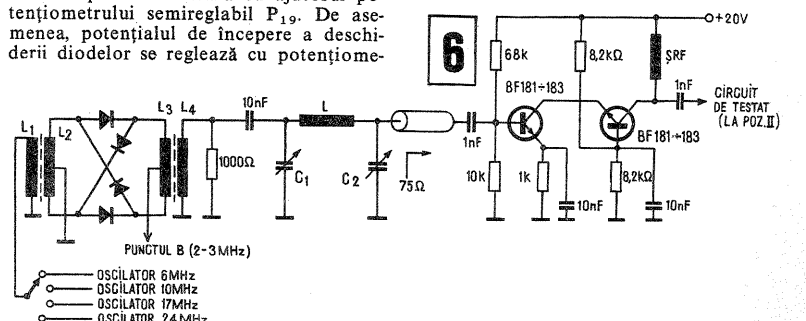 tențiometrului semireglabil P₁₉. De ase-
menea, potențialul de începere a deschi-
derii diodelor se reglează cu potențiome-
6
+20V
68k
8,2kΩ
ȘRF
1nF
CIRCUIT
DE TESTAT
(LA POZ.II)
BF181÷183
BF181÷183
L1
L2
L3
L4
10nF
L
1nF
1000Ω
C1
C2
75Ω
10k
1k
10nF
8,2kΩ
10nF
PUNCTUL B (2-3MHz)
OSCILATOR 6MHz
OSCILATOR 10MHz
OSCILATOR 17MHz
OSCILATOR 24MHz